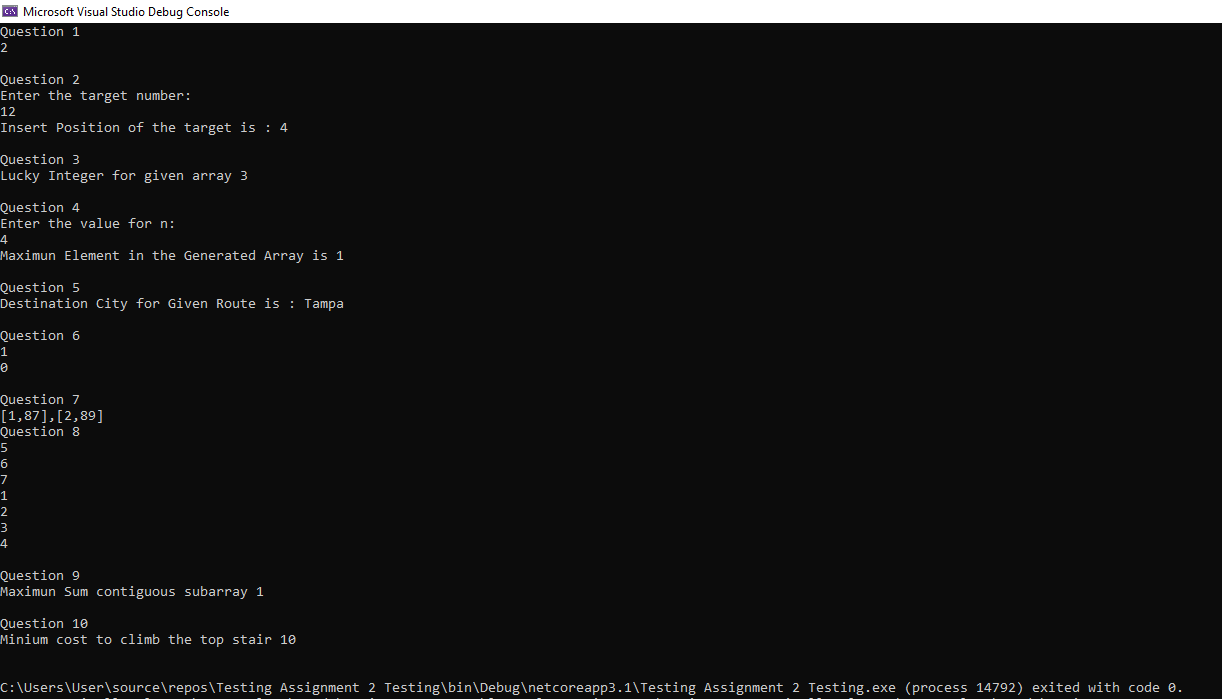 Microsoft Visual Studio Debug Console
Question 1
2
Question 2
Enter the target number:
12
Insert Position of the target is : 4
Question 3
Lucky Integer for given array 3
Question 4
Enter the value for n:
4
Maximun Element in the Generated Array is 1
Question 5
Destination City for Given Route is : Tampa
Question 6
1
0
Question 7
[1,87],[2,89]
Question 8
5
6
7
1
2
3
4
Question 9
Maximun Sum contiguous subarray 1
Question 10
Minium cost to climb the top stair 10
C:\Users\User\source\repos\Testing Assignment 2 Testing\bin\Debug\netcoreapp3.1\Testing Assignment 2 Testing.exe (process 14792) exited with code 0.